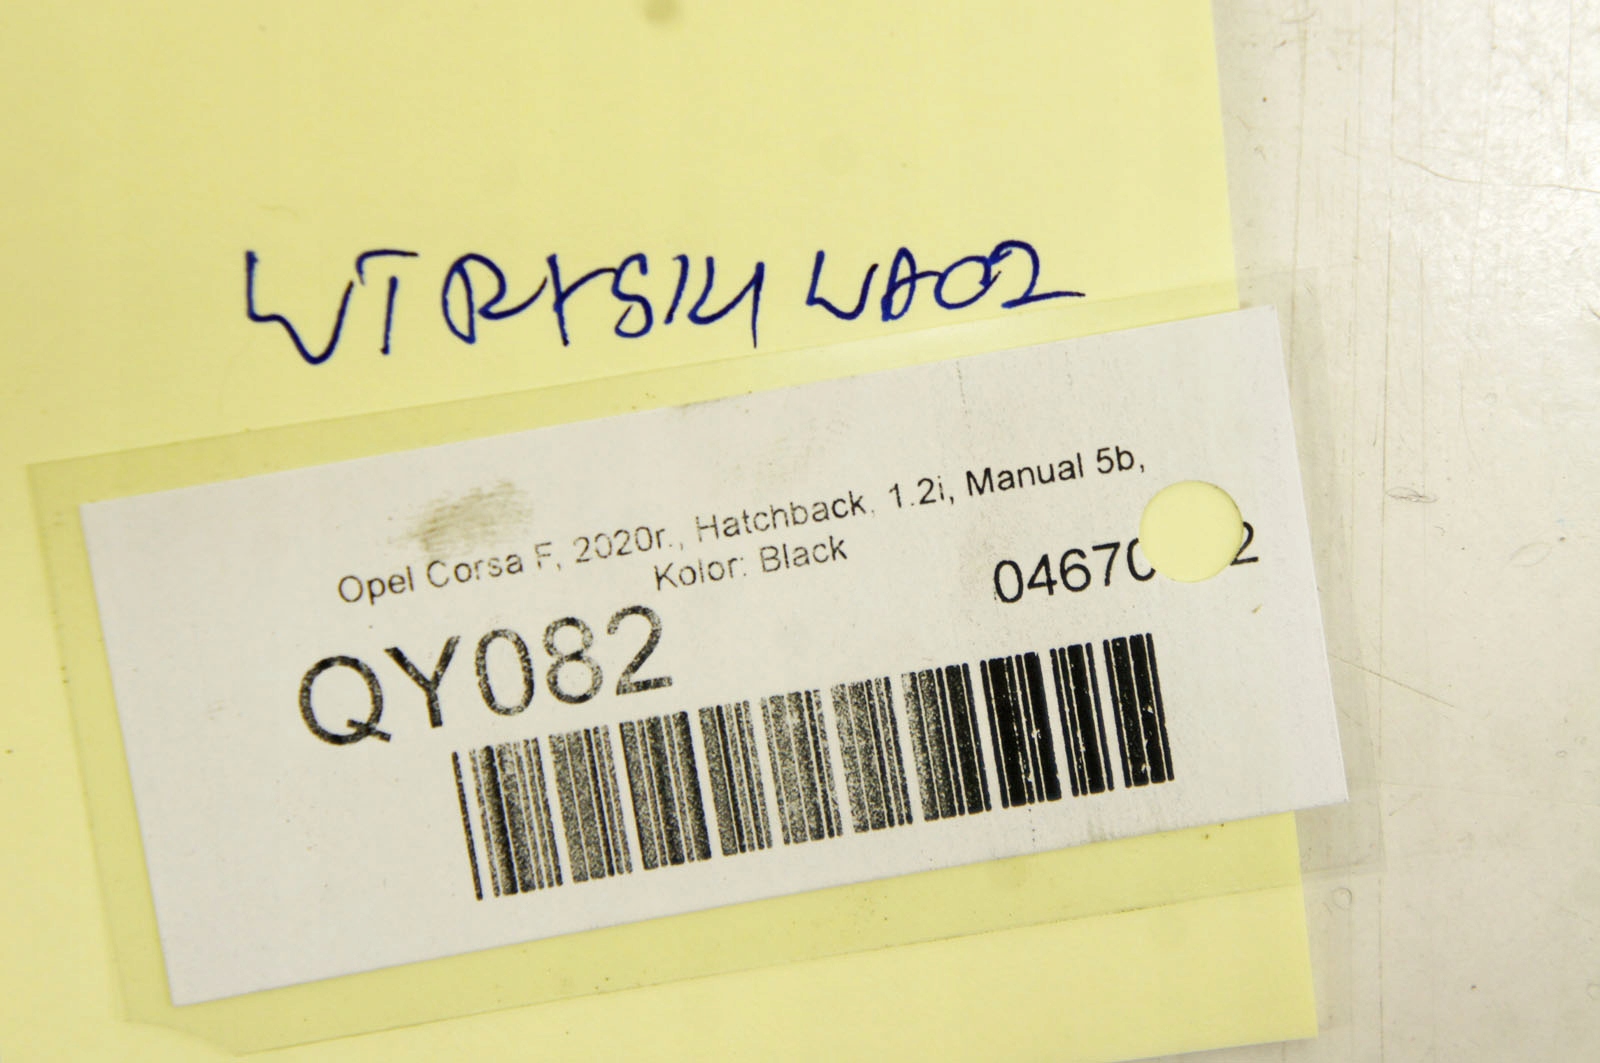 WTRYSKIWACZ
Opel Corsa F, 2020r., Hatchback, 1.2i, Manual 5b,
Kolor: Black
QY082